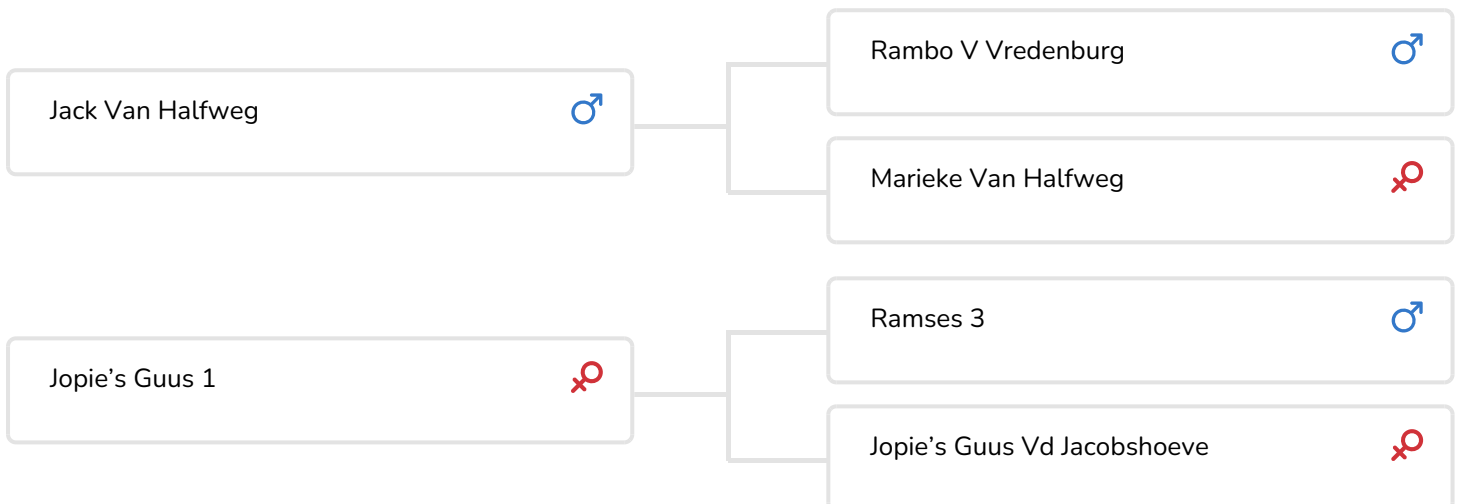 Jack Van Halfweg
Rambo V Vredenburg
Marieke Van Halfweg
Jopie’s Guus 1
Ramses 3
Jopie’s Guus Vd Jacobshoeve